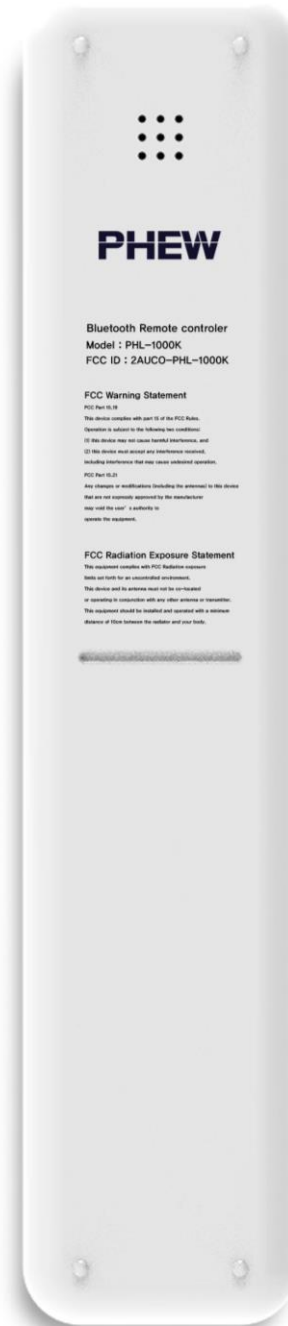 PHEW
Bluetooth Remote controler
Model : PHL-1000K
FCC ID : 2AUCO-PHL-1000K
FCC Warning Statement
FCC Part 15.19
This device complies with part 15 of the FCC Rules.
Operation is subject to the following two conditions:
(1) this device may not cause harmful interference, and
(2) this device must accept any interference received,
including interference that may cause undesired operation.
FCC Part 15.21
Any changes or modifications (including the antennas) to this device
that are not expressly approved by the manufacturer
may void the user's authority to
operate the equipment.
FCC Radiation Exposure Statement
This equipment complies with FCC Radiation exposure
limits set forth for an uncontrolled environment.
This device and its antenna must not be co-located
or operating in conjunction with any other antenna or transmitter.
This equipment should be installed and operated with a minimum
distance of 10cm between the radiator and your body.